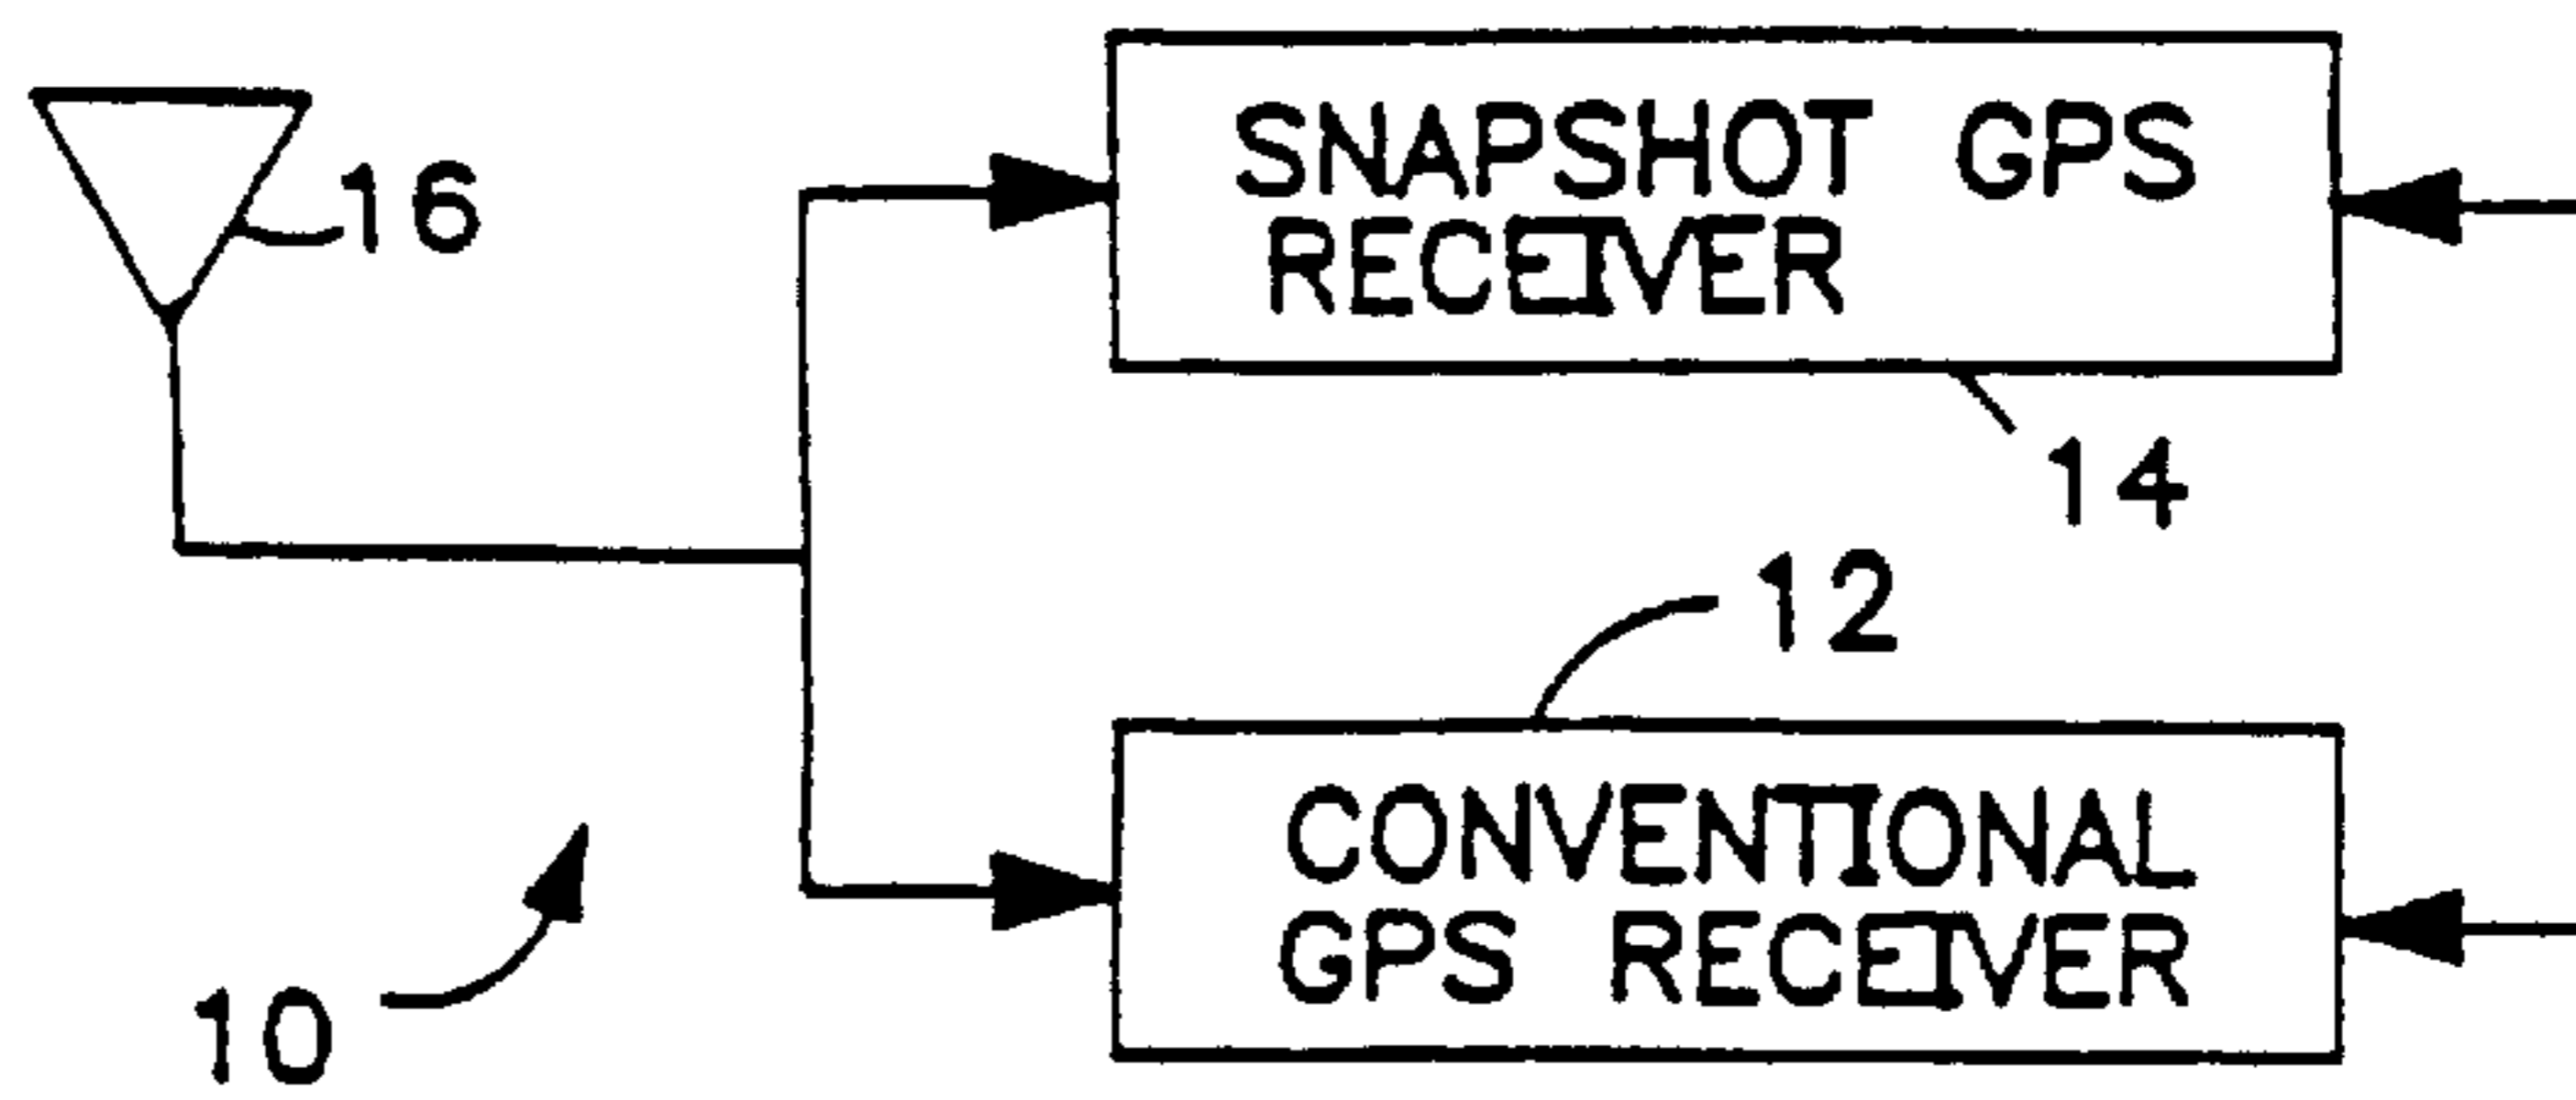 SNAPSHOT GPS
RECEIVER
16
14
12
CONVENTIONAL
GPS RECEIVER
10